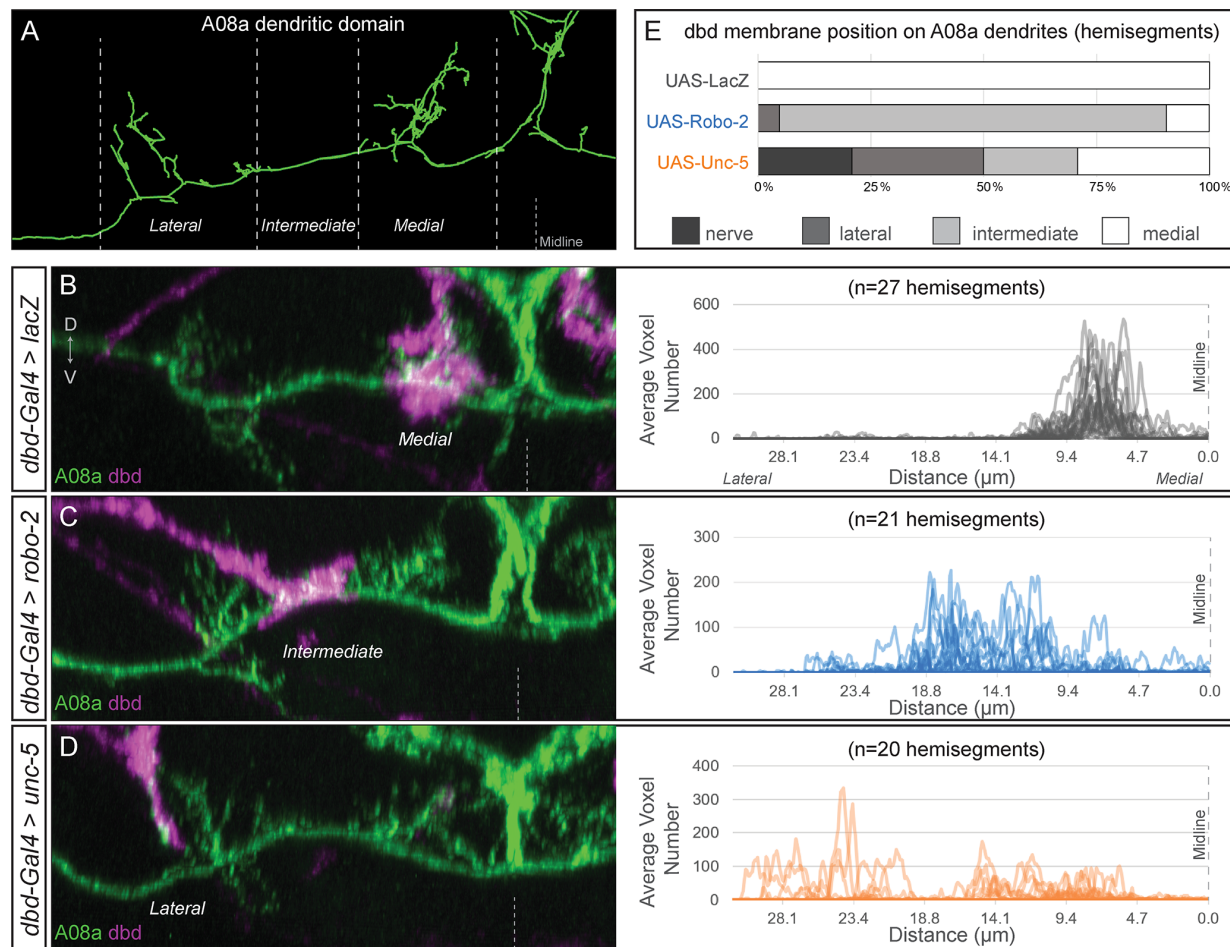 A
A08a dendritic domain
Lateral
Intermediate
Medial
Midline
E
dbd membrane position on A08a dendrites (hemisegments)
UAS-LacZ
UAS-Robo-2
UAS-Unc-5
0%
25%
50%
75%
100%
nerve
lateral
intermediate
medial
dbd-Gal4 > lacZ
B
D
V
Medial
A08a dbd
(n=27 hemisegments)
Average Voxel
Number
600
400
200
0
Midline
28.1
23.4
18.8
14.1
9.4
4.7
0.0
Lateral
Distance (µm)
Medial
dbd-Gal4 > robo-2
C
Intermediate
A08a dbd
(n=21 hemisegments)
Average Voxel
Number
300
200
100
0
Midline
28.1
23.4
18.8
14.1
9.4
4.7
0.0
Distance (µm)
dbd-Gal4 > unc-5
D
Lateral
A08a dbd
(n=20 hemisegments)
Average Voxel
Number
400
300
200
100
0
Midline
28.1
23.4
18.8
14.1
9.4
4.7
0.0
Distance (µm)